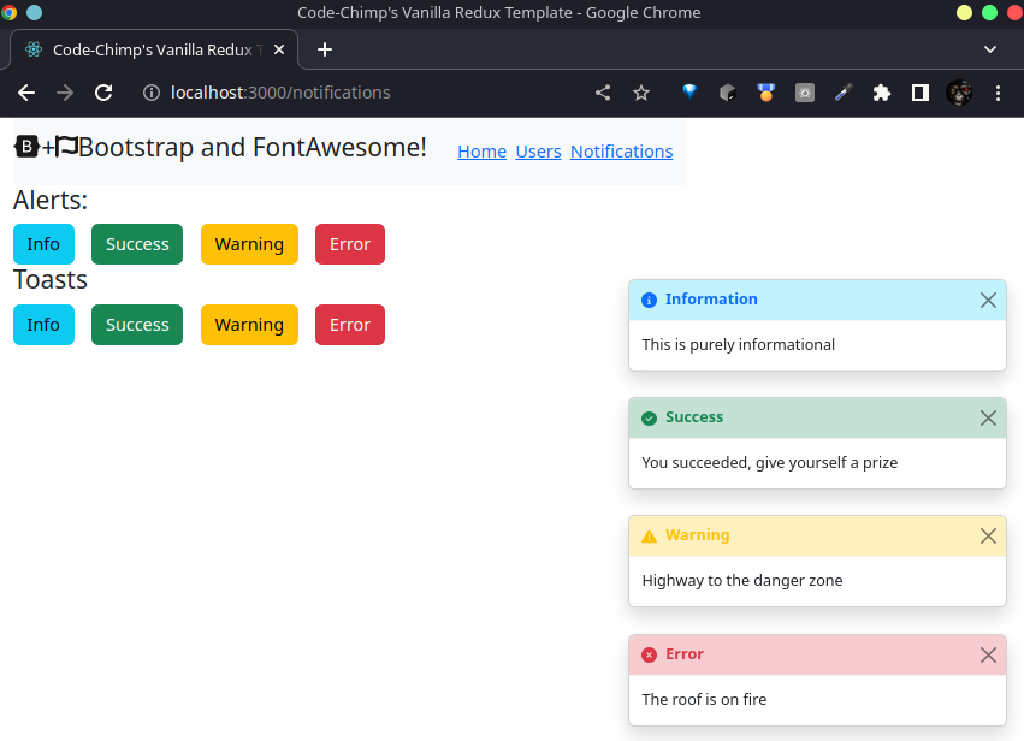 Code-Chimp's Vanilla Redux Template - Google Chrome
Code-Chimp's Vanilla Redux T
localhost:3000/notifications
B+Bootstrap and FontAwesome! Home Users Notifications
Alerts:
Info Success Warning Error
Toasts
Info Success Warning Error
Information
This is purely informational
Success
You succeeded, give yourself a prize
Warning
Highway to the danger zone
Error
The roof is on fire